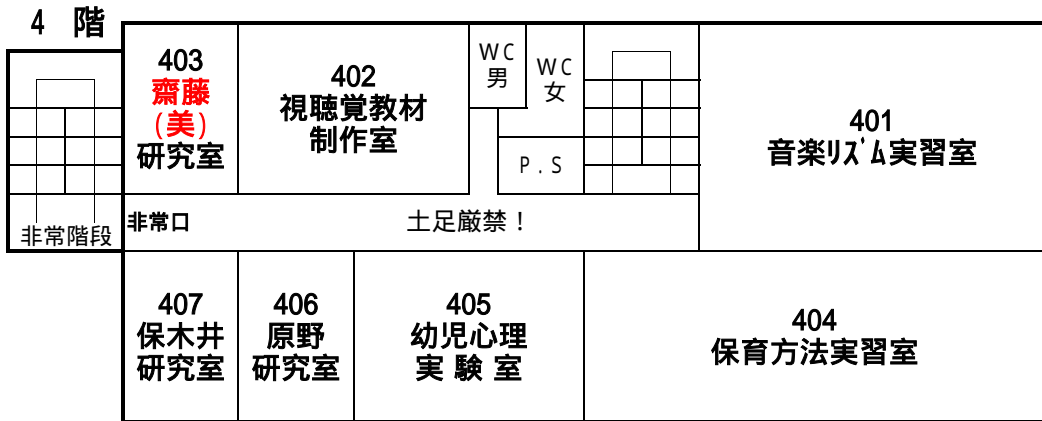 4 階
403
齋藤
(美)
研究室
402
視聴覚教材
制作室
WC
男
WC
女
P.S
401
音楽ﾘｽﾞﾑ実習室
非常階段
非常口
土足厳禁！
407
保木井
研究室
406
原野
研究室
405
幼児心理
実 験 室
404
保育方法実習室